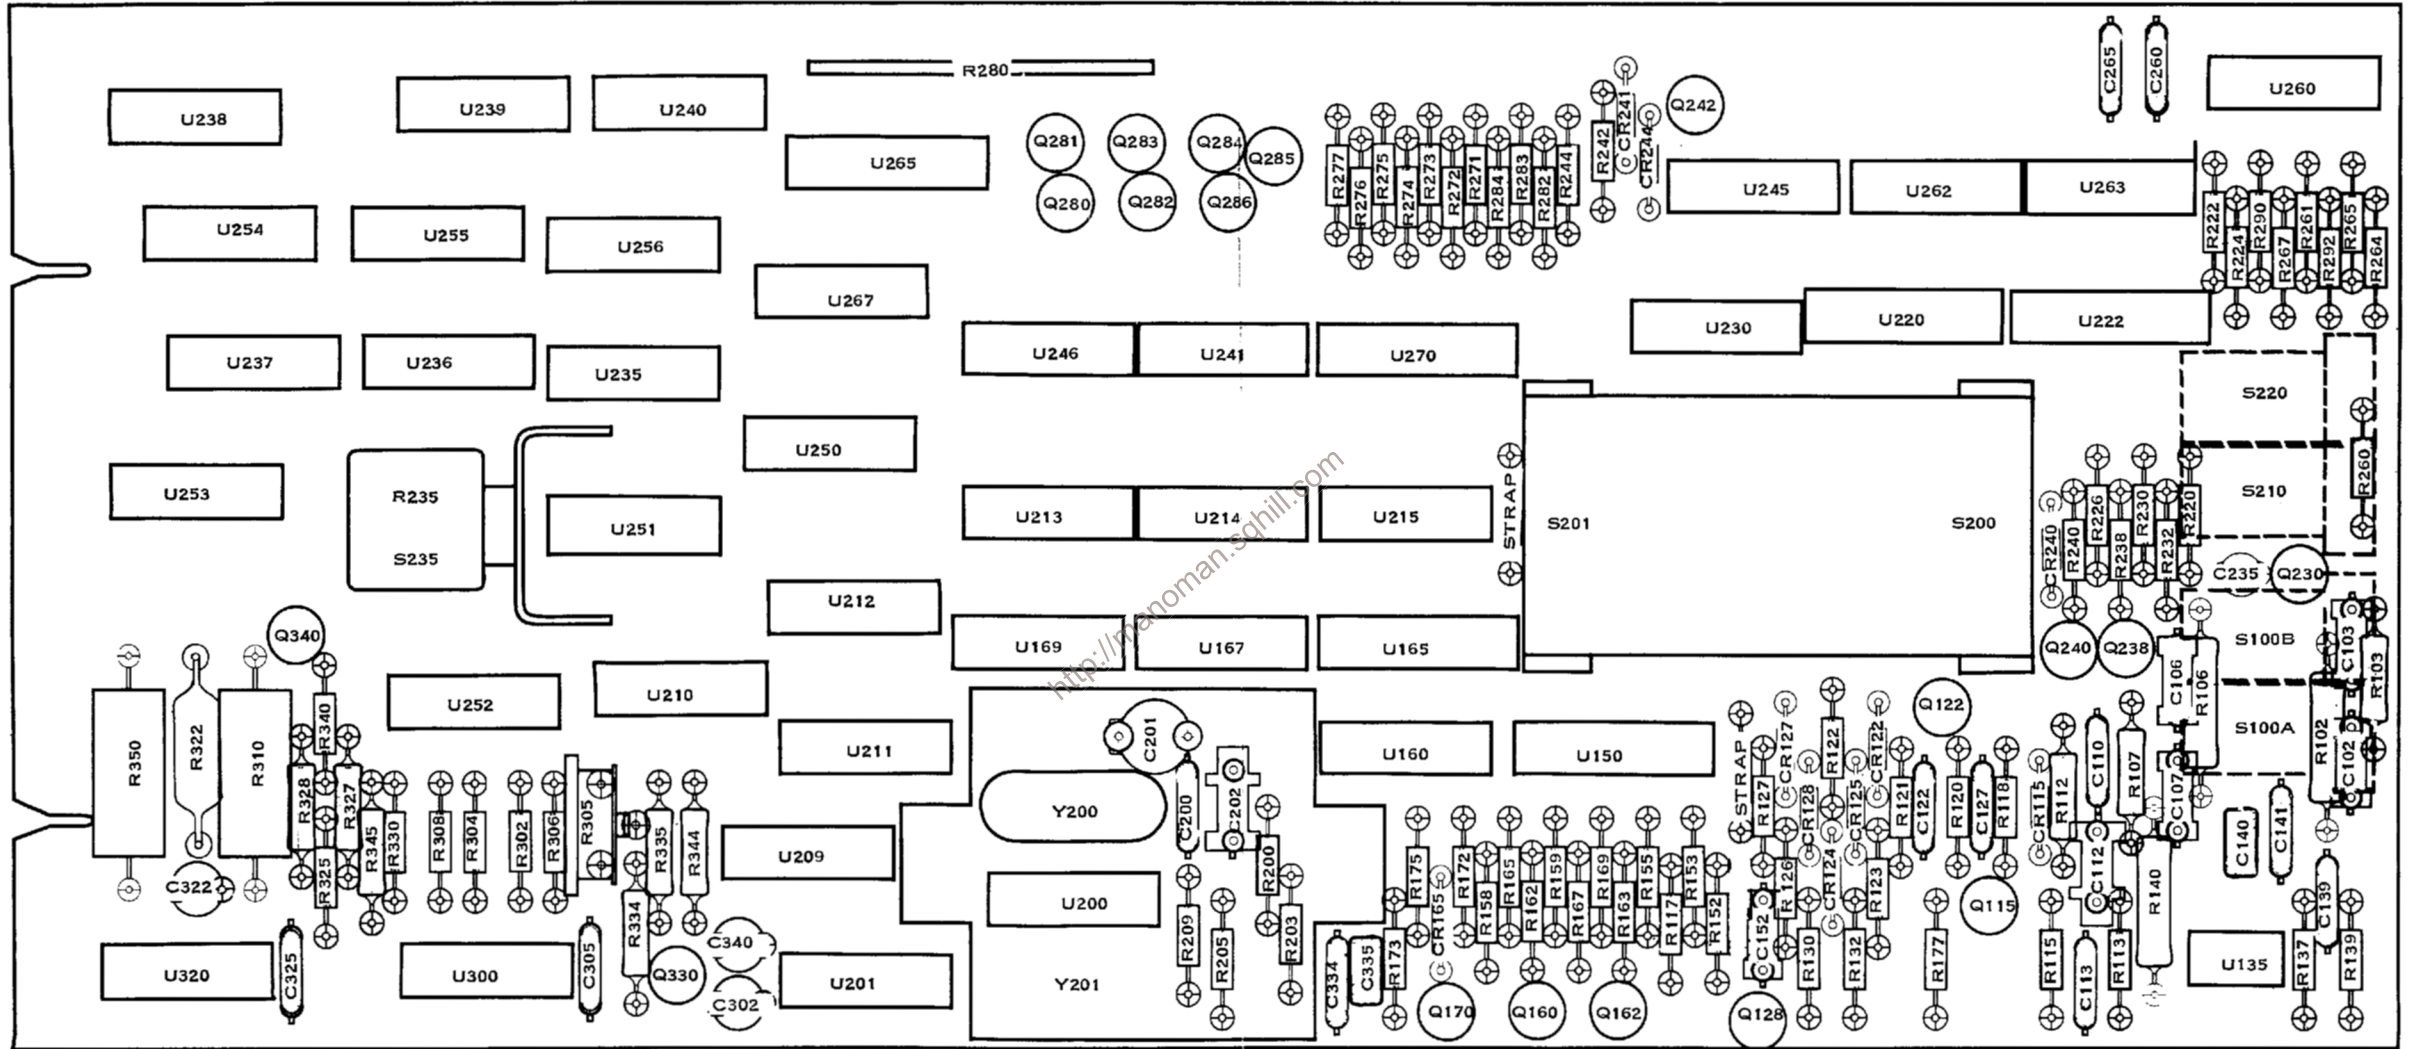 R280
C265
C260
U260
U238
U239
U240
U265
Q281
Q283
Q284
Q285
Q280
Q282
Q286
R277
R276
R275
R274
R273
R272
R271
R284
R283
R282
R244
R242
CR241
CR244
Q242
U245
U262
U263
R222
R224
R290
R267
R261
R292
R265
R264
U254
U255
U256
U267
U237
U236
U235
U246
U241
U270
U230
U220
U222
S220
U253
R235
S235
U251
U250
U213
U214
U215
STRAP
S201
S200
CR240
R240
R226
R238
R230
R232
R220
S210
R260
C235
Q230
U212
U169
U167
U165
Q240
Q238
C106
R106
S100B
C103
R103
Q340
R350
R322
R310
R340
U252
U210
U211
C201
U160
U150
STRAP
CR127
R122
CR122
Q122
C110
R107
S100A
R102
C102
R328
R327
R325
R345
R330
R308
R304
R302
R306
R305
R335
R344
U209
Y200
C200
C202
R200
R127
CR128
CR125
R121
C122
R120
C127
R118
CR115
R112
C107
C140
C141
C322
R334
U200
R209
R205
R203
R175
CR165
R172
R158
R165
R162
R159
R167
R169
R163
R155
R117
R153
R152
R126
CR124
R123
Q115
C112
R140
C139
U320
C325
U300
C305
Q330
C340
C302
U201
Y201
C334
C335
R173
Q170
Q160
Q162
C152
Q128
R130
R132
R177
R115
C113
R113
U135
R137
R139
http://manoman.sqhill.com